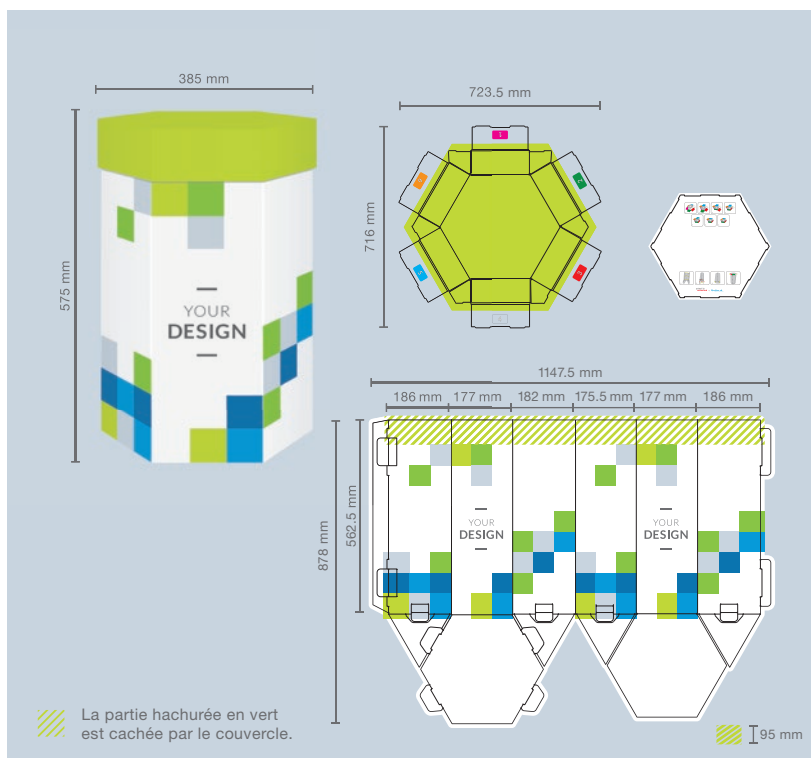 385 mm
723.5 mm
575 mm
716 mm
YOUR
DESIGN
1147.5 mm
186 mm
177 mm
182 mm
175.5 mm
177 mm
186 mm
878 mm
562.5 mm
YOUR
DESIGN
YOUR
DESIGN
La partie hachurée en vert
est cachée par le couvercle.
95 mm